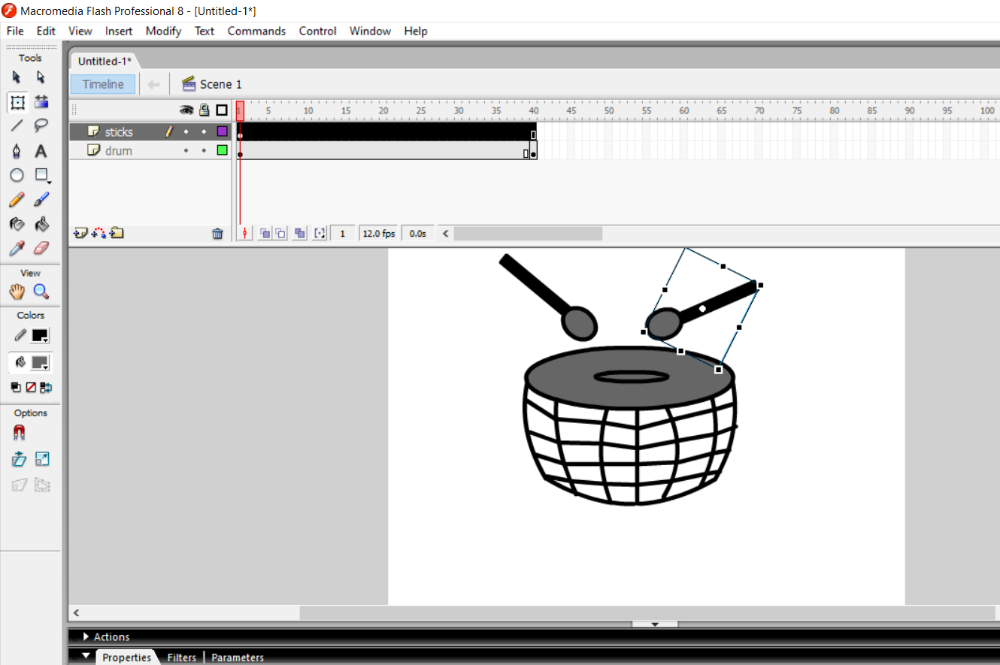 Macromedia Flash Professional 8 - [Untitled-1*]
File Edit View Insert Modify Text Commands Control Window Help
Tools
Untitled-1*
Timeline Scene 1
1 5 10 15 20 25 30 35 40 45 50 55 60 65 70 75 80 85 90 95 100
sticks
drum
1 12.0 fps 0.0s
View
Colors
Options
Actions
Properties Filters Parameters